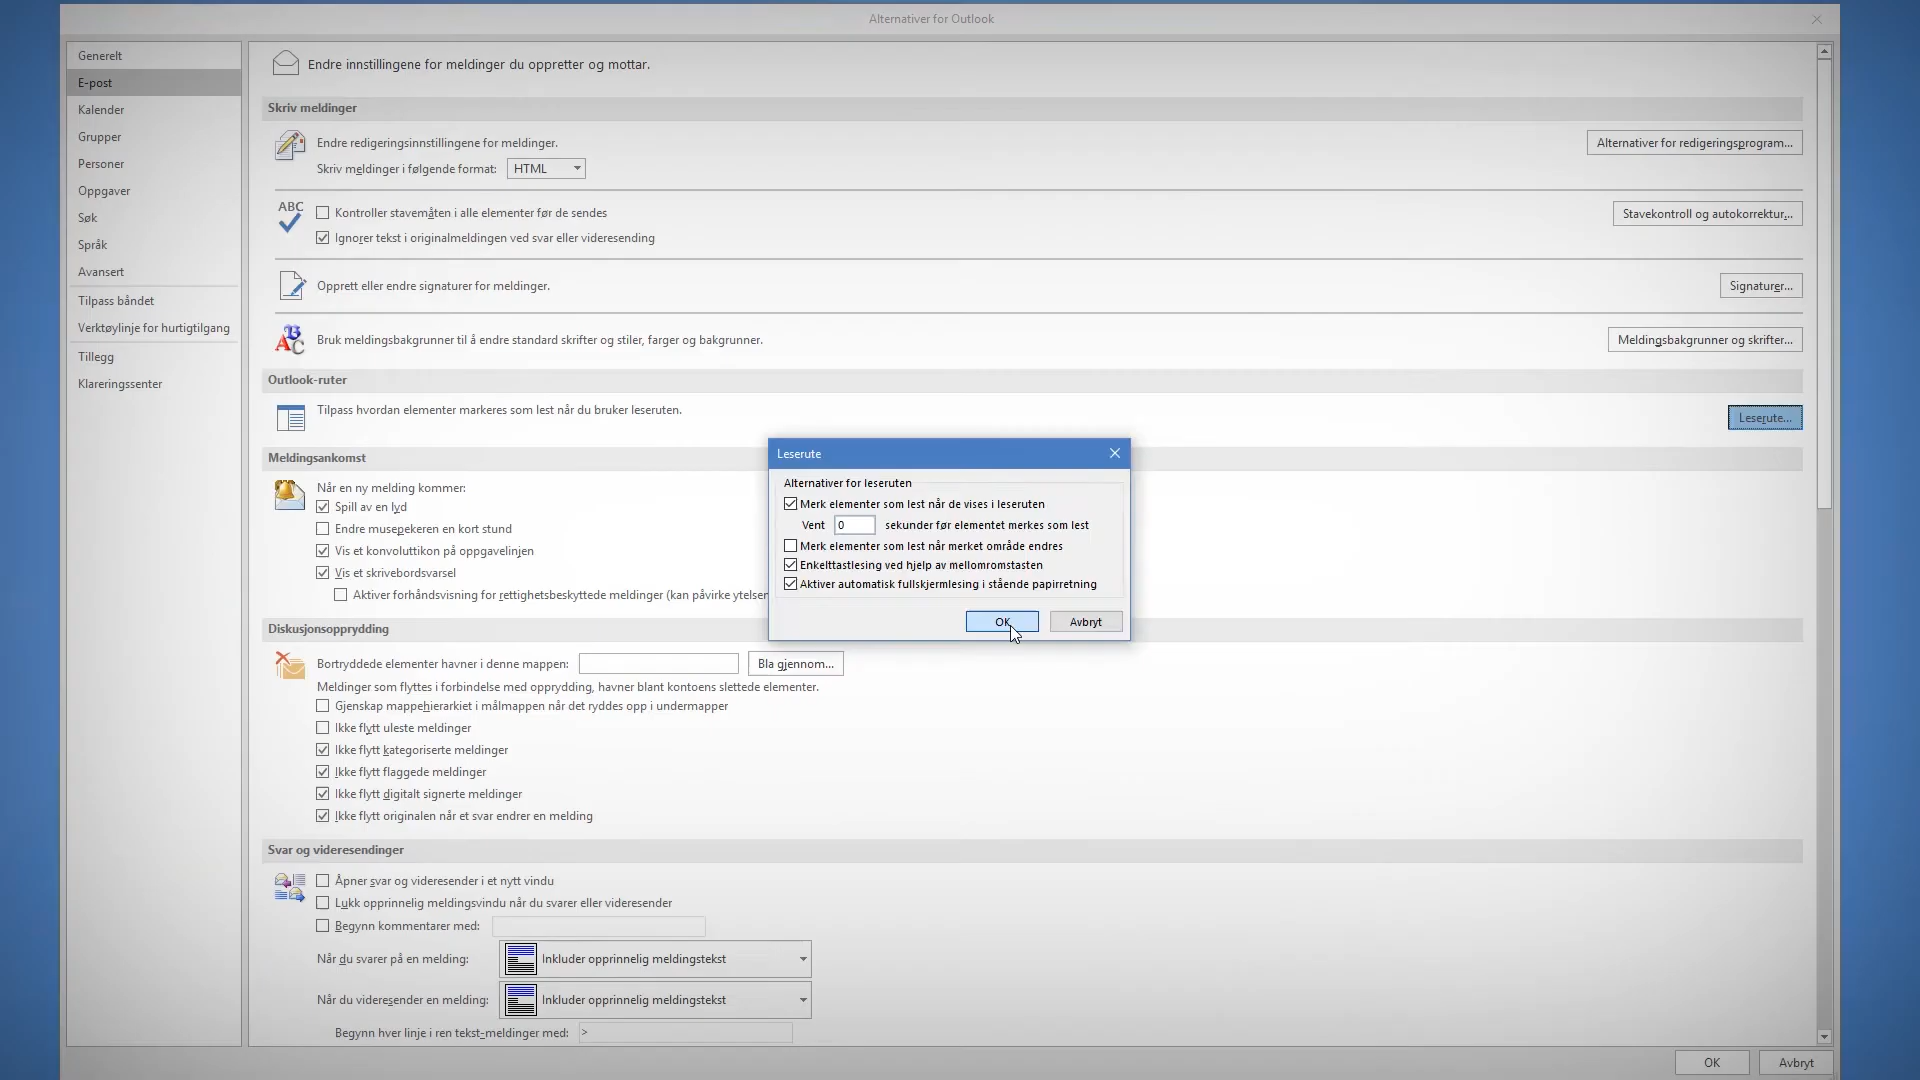 Alternativer for Outlook
Generelt
E-post
Kalender
Grupper
Personer
Oppgaver
Søk
Språk
Avansert
Tilpass båndet
Verktøylinje for hurtigtilgang
Tillegg
Klareringssenter
Endre innstillingene for meldinger du oppretter og mottar.
Skriv meldinger
Endre redigeringsinnstillingene for meldinger.
Alternativer for redigeringsprogram...
Skriv meldinger i følgende format: HTML
ABC
Kontroller stavemåten i alle elementer før de sendes
Stavekontroll og autokorrektur...
Ignorer tekst i originalmeldingen ved svar eller videresending
Opprett eller endre signaturer for meldinger.
Signaturer...
Bruk meldingsbakgrunner til å endre standard skrifter og stiler, farger og bakgrunner.
Meldingsbakgrunner og skrifter...
Outlook-ruter
Tilpass hvordan elementer markeres som lest når du bruker leseruten.
Leserute...
Meldingsankomst
Når en ny melding kommer:
Spill av en lyd
Endre musepekeren en kort stund
Vis et konvoluttikon på oppgavelinjen
Vis et skrivebordsvarsel
Aktiver forhåndsvisning for rettighetsbeskyttede meldinger (kan påvirke ytelsen
Leserute
Alternativer for leseruten
Merk elementer som lest når de vises i leseruten
Vent 0 sekunder før elementet merkes som lest
Merk elementer som lest når merket område endres
Enkelttastlesing ved hjelp av mellomromstasten
Aktiver automatisk fullskjermlesing i stående papirretning
OK
Avbryt
Diskusjonsopprydding
Bortryddede elementer havner i denne mappen:
Bla gjennom...
Meldinger som flyttes i forbindelse med opprydding, havner blant kontoens slettede elementer.
Gjenskap mappehierarkiet i målmappen når det ryddes opp i undermapper
Ikke flytt uleste meldinger
Ikke flytt kategoriserte meldinger
Ikke flytt flaggede meldinger
Ikke flytt digitalt signerte meldinger
Ikke flytt originalen når et svar endrer en melding
Svar og videresendinger
Åpner svar og videresender i et nytt vindu
Lukk opprinnelig meldingsvindu når du svarer eller videresender
Begynn kommentarer med:
Når du svarer på en melding: Inkluder opprinnelig meldingstekst
Når du videresender en melding: Inkluder opprinnelig meldingstekst
Begynn hver linje i ren tekst-meldinger med: >
OK
Avbryt